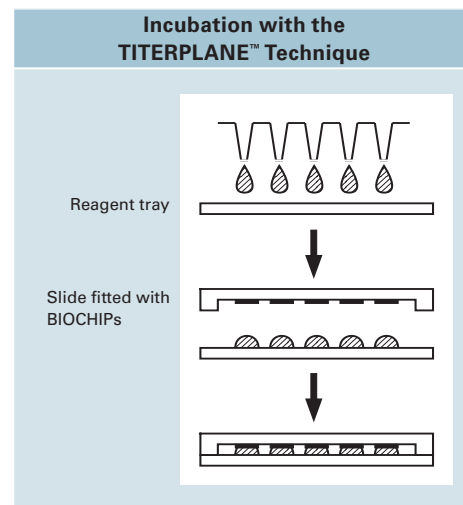 Incubation with the
TITERPLANE™ Technique
Reagent tray
Slide fitted with
BIOCHIPs